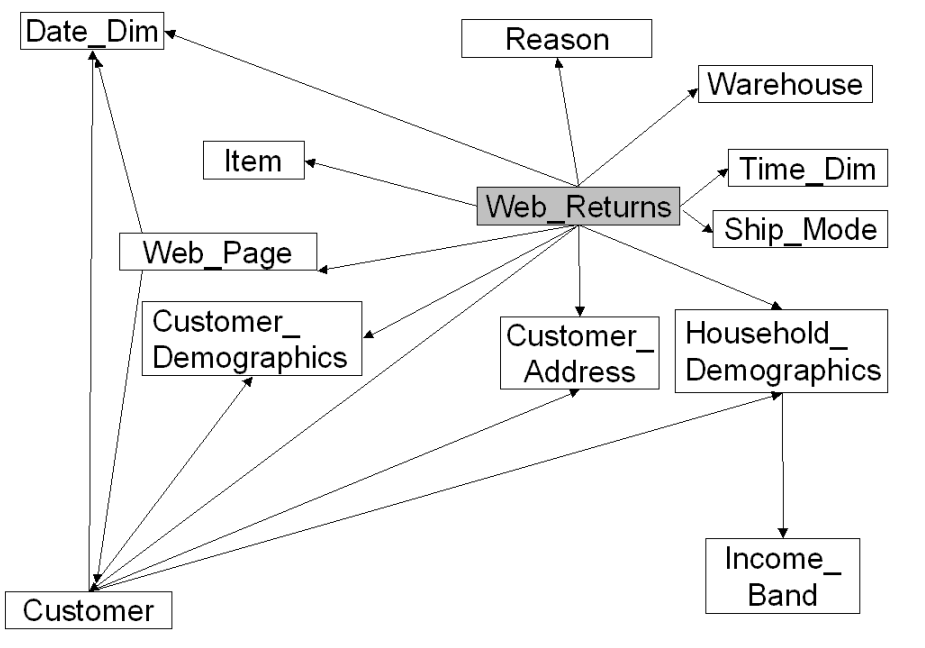 Date_Dim
Reason
Warehouse
Item
Time_Dim
Web_Returns
Ship_Mode
Web_Page
Customer_
Demographics
Customer_
Address
Household_
Demographics
Income_
Band
Customer